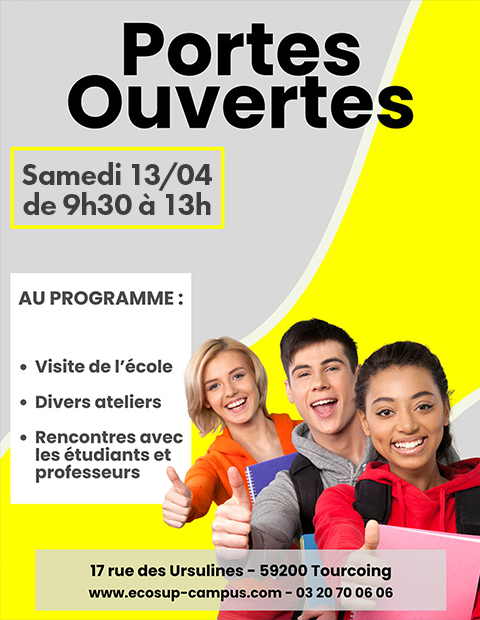 Portes
Ouvertes
Samedi 13/04
de 9h30 à 13h
AU PROGRAMME :
• Visite de l'école
• Divers ateliers
• Rencontres avec
les étudiants et
professeurs
17 rue des Ursulines - 59200 Tourcoing
www.ecosup-campus.com - 03 20 70 06 06